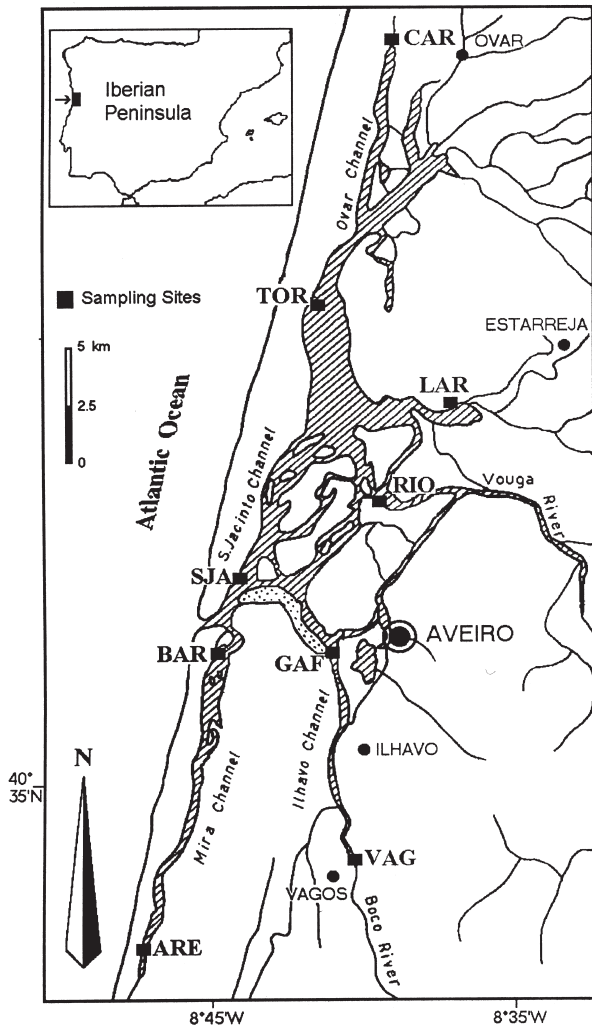 CAR
OVAR
Iberian
Peninsula
Ovar Channel
Sampling Sites
TOR
5 km
2.5
0
ESTARREJA
LAR
Atlantic Ocean
S.Jacinto Channel
RIO
Vouga
River
SJA
AVEIRO
BAR
GAF
N
Ilhavo Channel
ILHAVO
40°
35'N
Mira Channel
VAG
VAGOS
Boco River
ARE
8°45'W
8°35'W